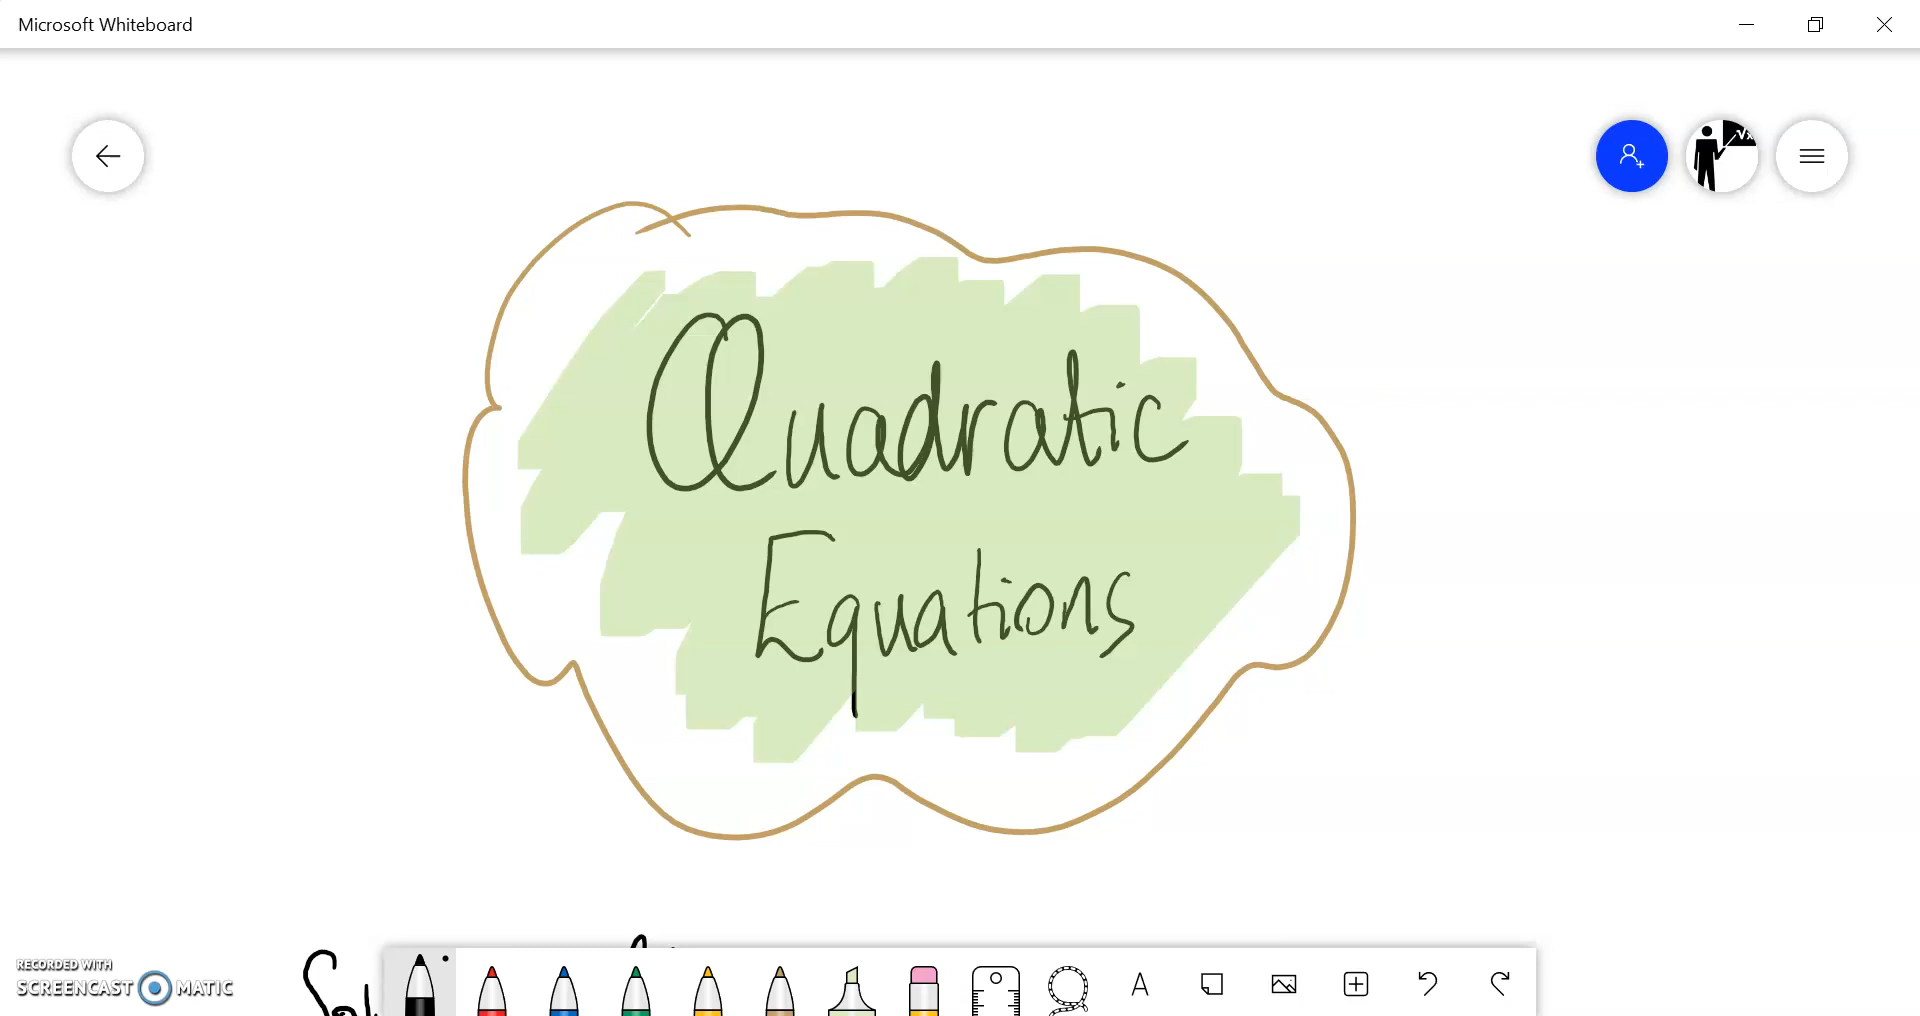 Microsoft Whiteboard
√x
Quadratic
Equations
RECORDED WITH
SCREENCAST MATIC
A